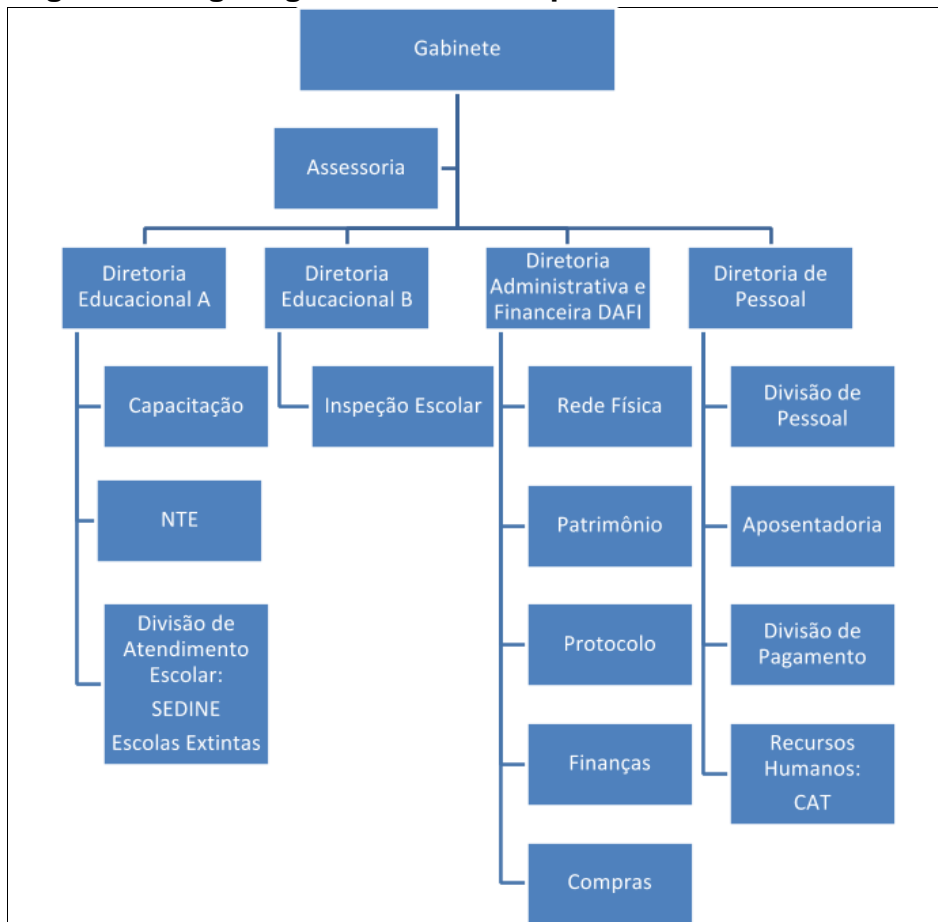 Gabinete
Assessoria
Diretoria
Educacional A
Diretoria
Educacional B
Diretoria
Administrativa e
Financeira DAFI
Diretoria de
Pessoal
Capacitação
NTE
Divisão de
Atendimento
Escolar:
SEDINE
Escolas Extintas
Inspeção Escolar
Rede Física
Patrimônio
Protocolo
Finanças
Compras
Divisão de
Pessoal
Aposentadoria
Divisão de
Pagamento
Recursos
Humanos:
CAT